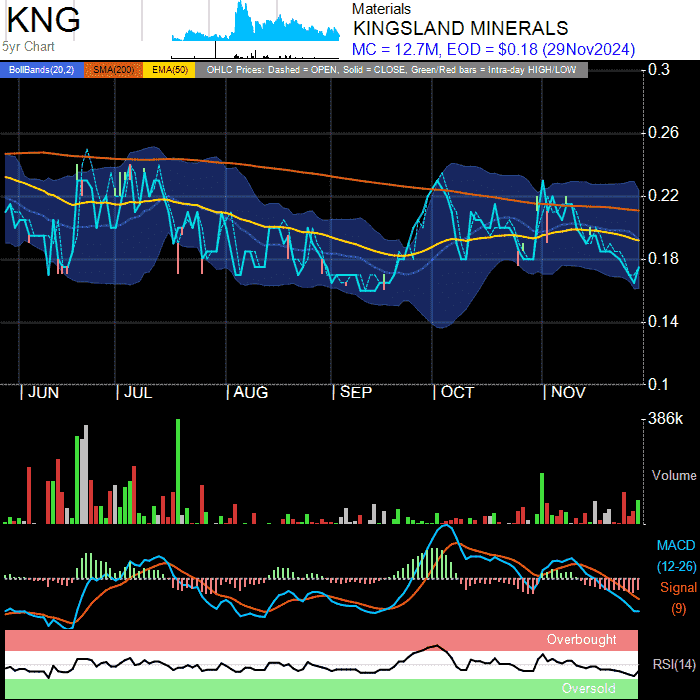 KNG
5yr Chart
Materials
KINGSLAND MINERALS
MC = 12.7M, EOD = $0.18 (29Nov2024)
BollBands(20,2) SMA(200) EMA(50) OHLC Prices: Dashed = OPEN, Solid = CLOSE, Green/Red bars = Intra-day HIGH/LOW
0.3
0.26
0.22
0.18
0.14
0.1
| JUN | JUL | AUG | SEP | OCT | NOV
386k
Volume
MACD
(12-26)
Signal
(9)
Overbought
RSI(14)
Oversold